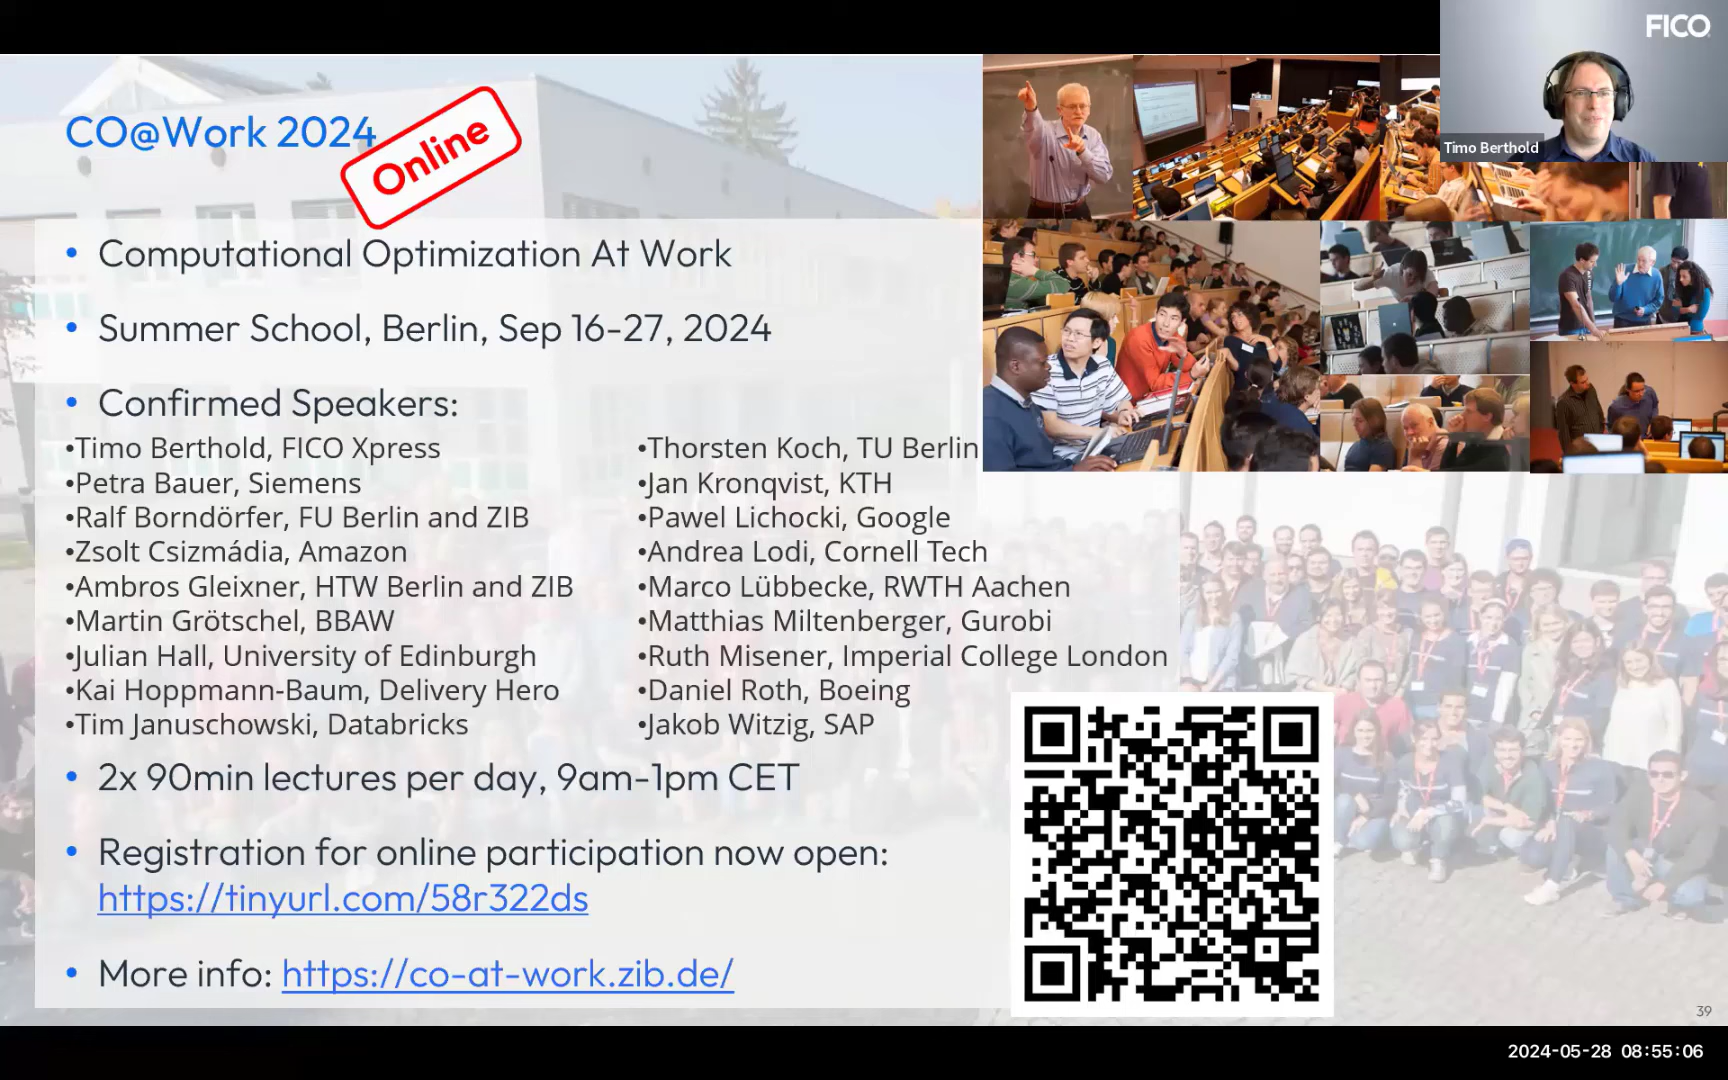 FICO
Timo Berthold
CO@Work 2024
Online
• Computational Optimization At Work
• Summer School, Berlin, Sep 16-27, 2024
• Confirmed Speakers:
•Timo Berthold, FICO Xpress
•Petra Bauer, Siemens
•Ralf Borndörfer, FU Berlin and ZIB
•Zsolt Csizmádia, Amazon
•Ambros Gleixner, HTW Berlin and ZIB
•Martin Grötschel, BBAW
•Julian Hall, University of Edinburgh
•Kai Hoppmann-Baum, Delivery Hero
•Tim Januschowski, Databricks
•Thorsten Koch, TU Berlin
•Jan Kronqvist, KTH
•Pawel Lichocki, Google
•Andrea Lodi, Cornell Tech
•Marco Lübbecke, RWTH Aachen
•Matthias Miltenberger, Gurobi
•Ruth Misener, Imperial College London
•Daniel Roth, Boeing
•Jakob Witzig, SAP
• 2x 90min lectures per day, 9am-1pm CET
• Registration for online participation now open:
https://tinyurl.com/58r322ds
• More info: https://co-at-work.zib.de/
39
2024-05-28 08:55:06